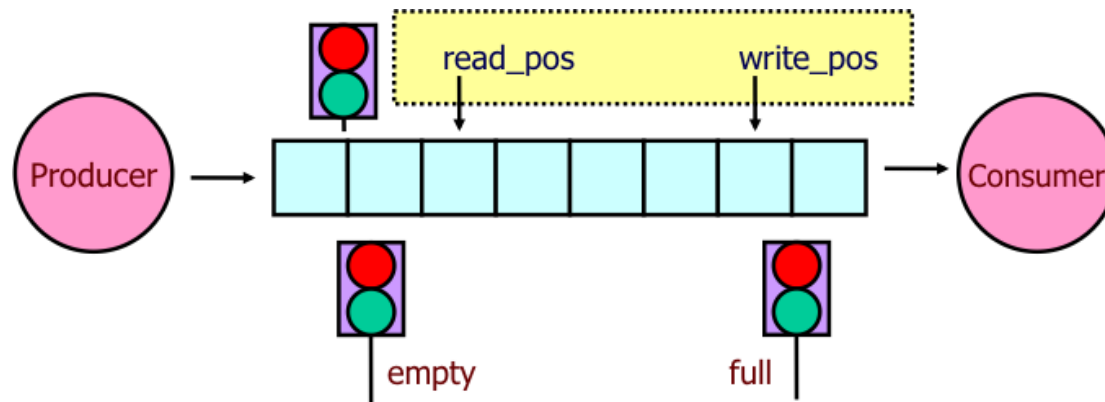 read_pos
write_pos
Producer
Consumer
empty
full